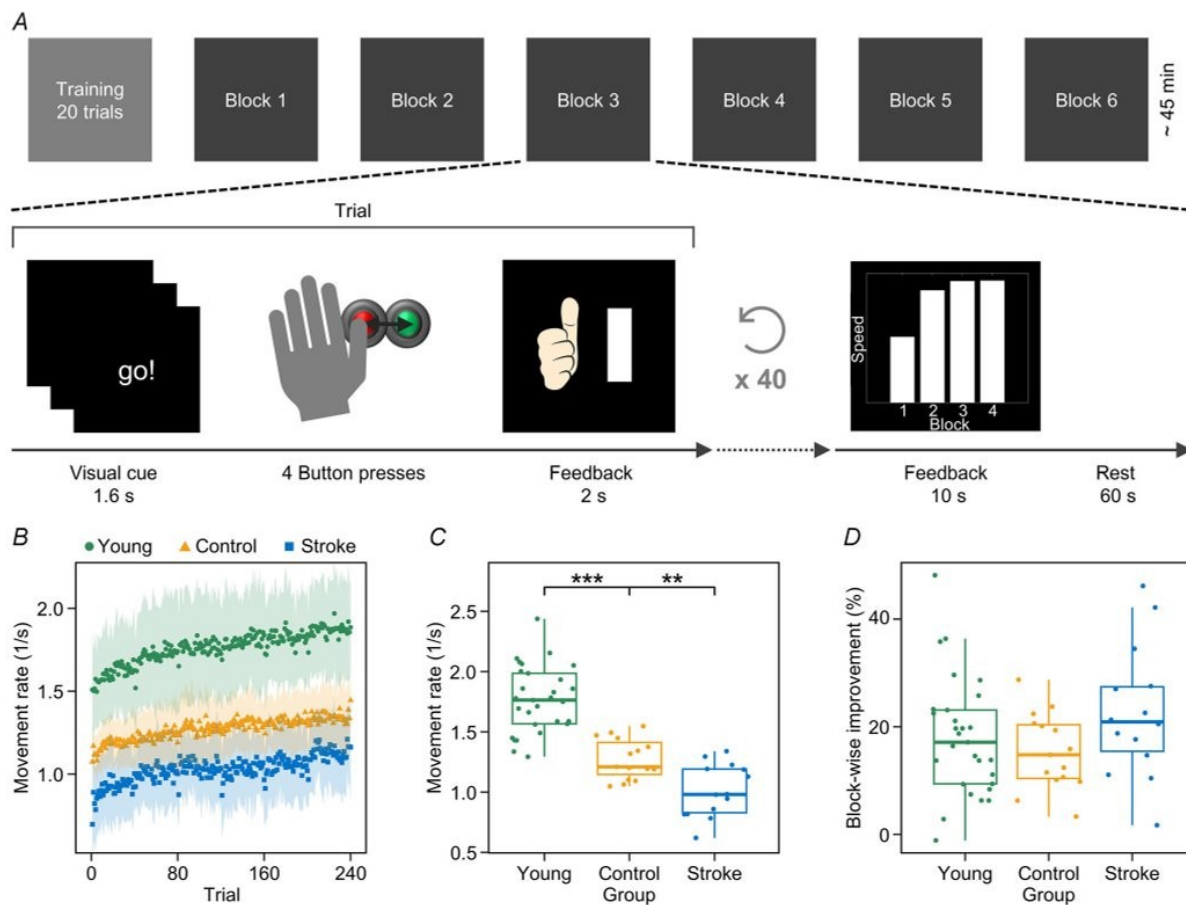 A
Training
20 trials
Block 1
Block 2
Block 3
Block 4
Block 5
Block 6
~ 45 min
Trial
go!
x 40
Speed
1 2 3 4
Block
Visual cue
1.6 s
4 Button presses
Feedback
2 s
Feedback
10 s
Rest
60 s
B
Young Control Stroke
Movement rate (1/s)
2.0
1.5
1.0
0 80 160 240
Trial
C
*** **
Movement rate (1/s)
2.5
2.0
1.5
1.0
0.5
Young Control Stroke
Group
D
Block-wise improvement (%)
40
20
0
Young Control Stroke
Group